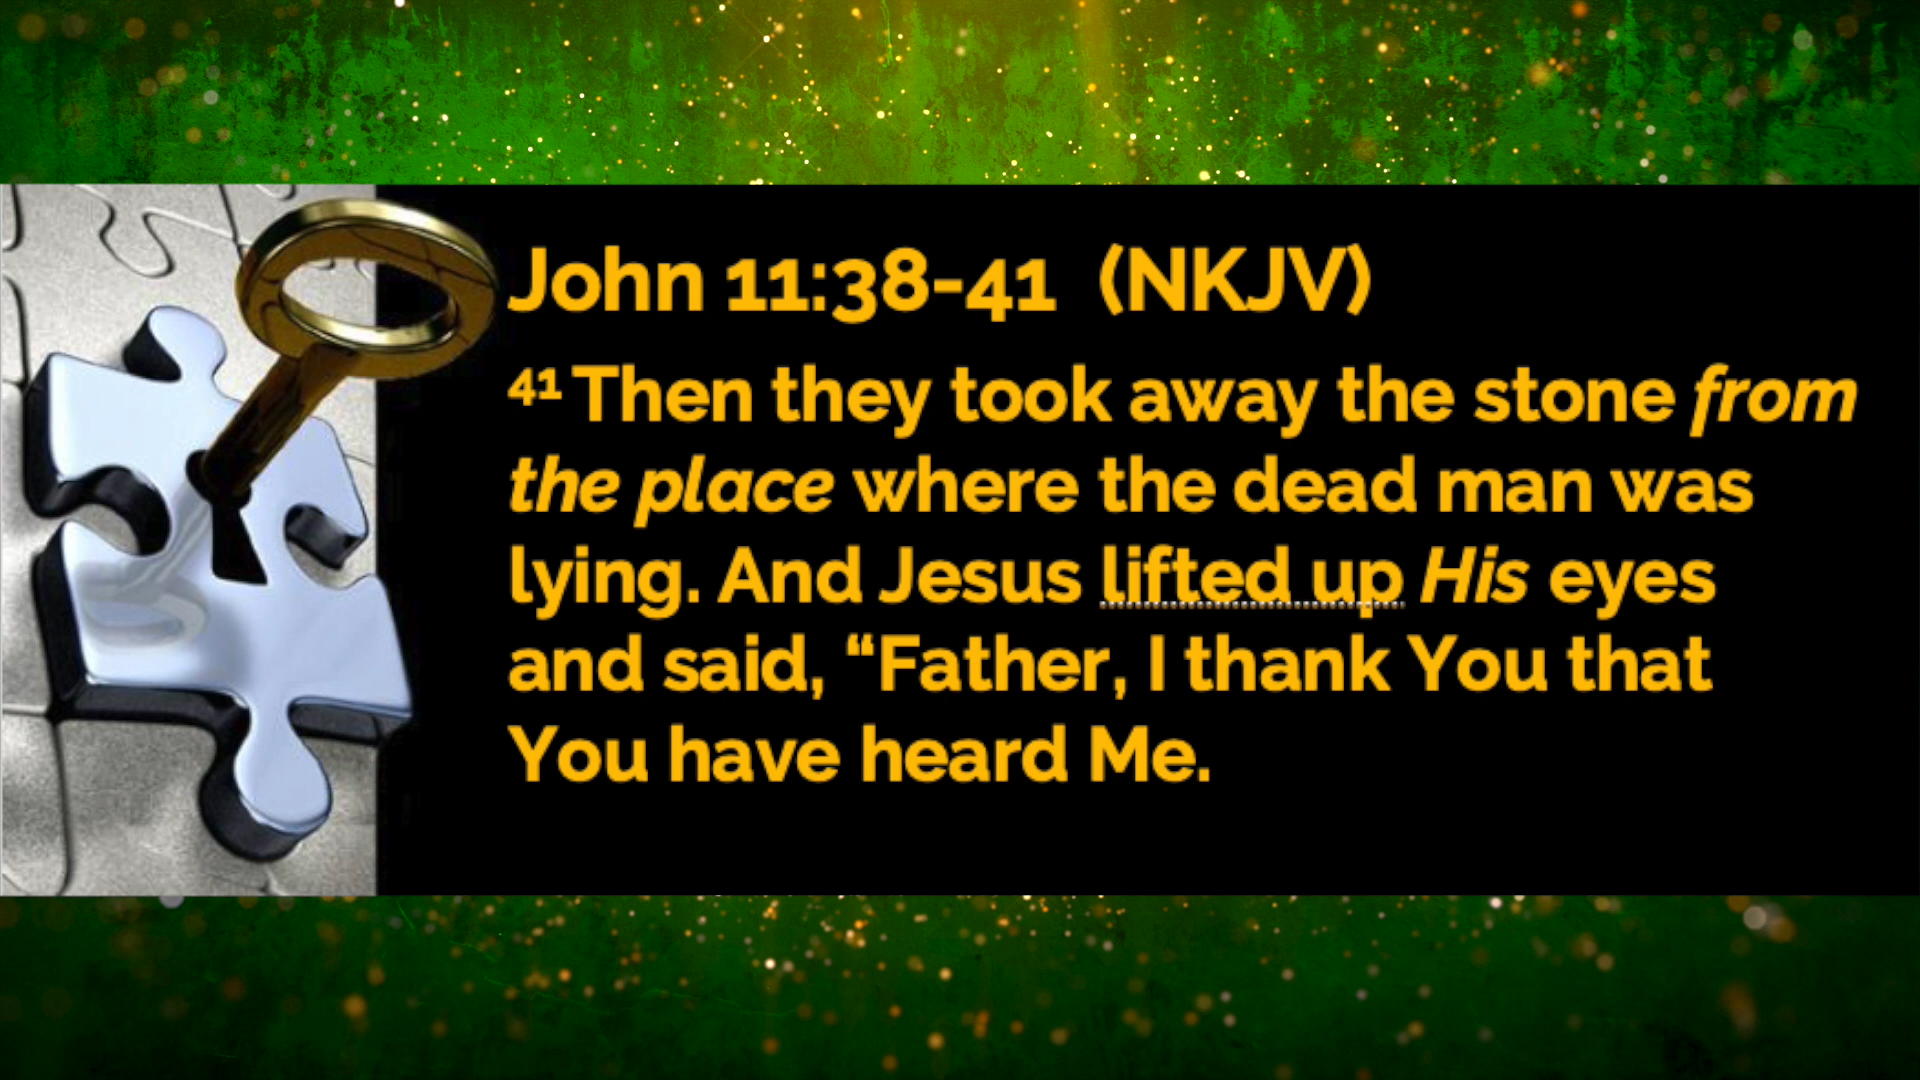 John 11:38-41 (NKJV)
41 Then they took away the stone from
the place where the dead man was
lying. And Jesus lifted up His eyes
and said, “Father, I thank You that
You have heard Me.